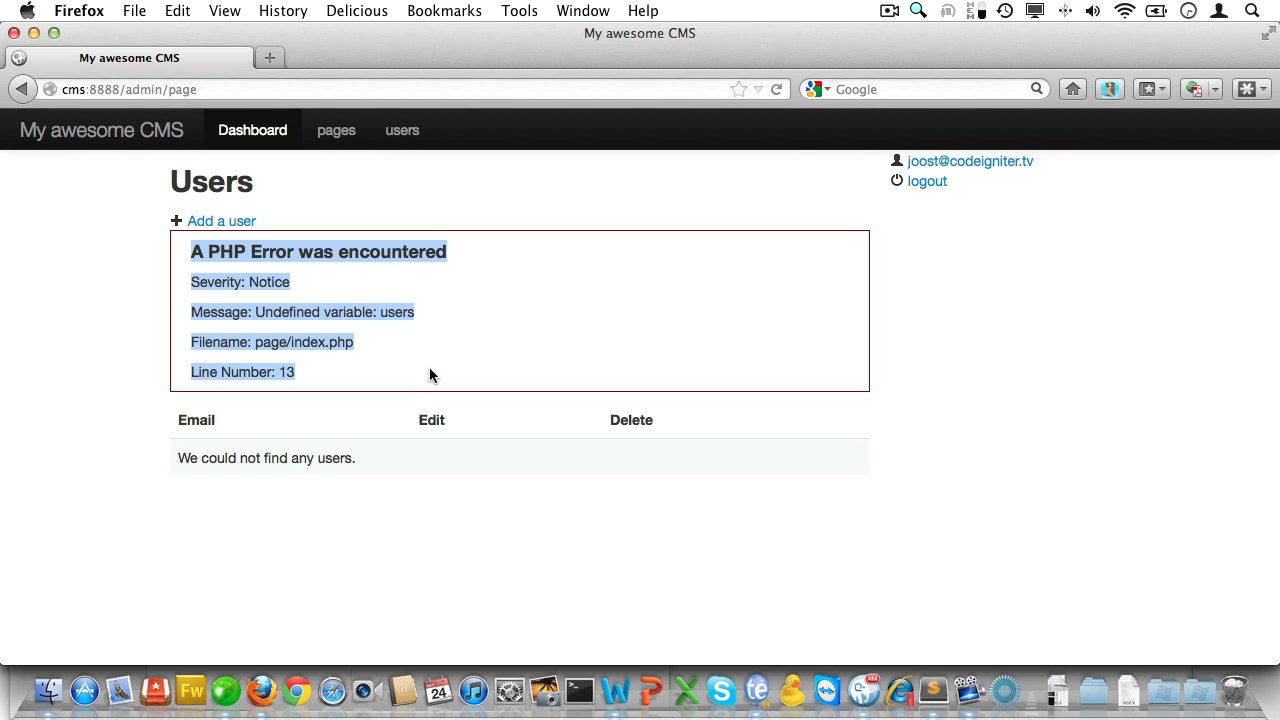 Firefox File Edit View History Delicious Bookmarks Tools Window Help
My awesome CMS
My awesome CMS
cms:8888/admin/page
Google
My awesome CMS Dashboard pages users
joost@codeigniter.tv
logout
Users
Add a user
A PHP Error was encountered
Severity: Notice
Message: Undefined variable: users
Filename: page/index.php
Line Number: 13
Email Edit Delete
We could not find any users.
Fw
24
AM